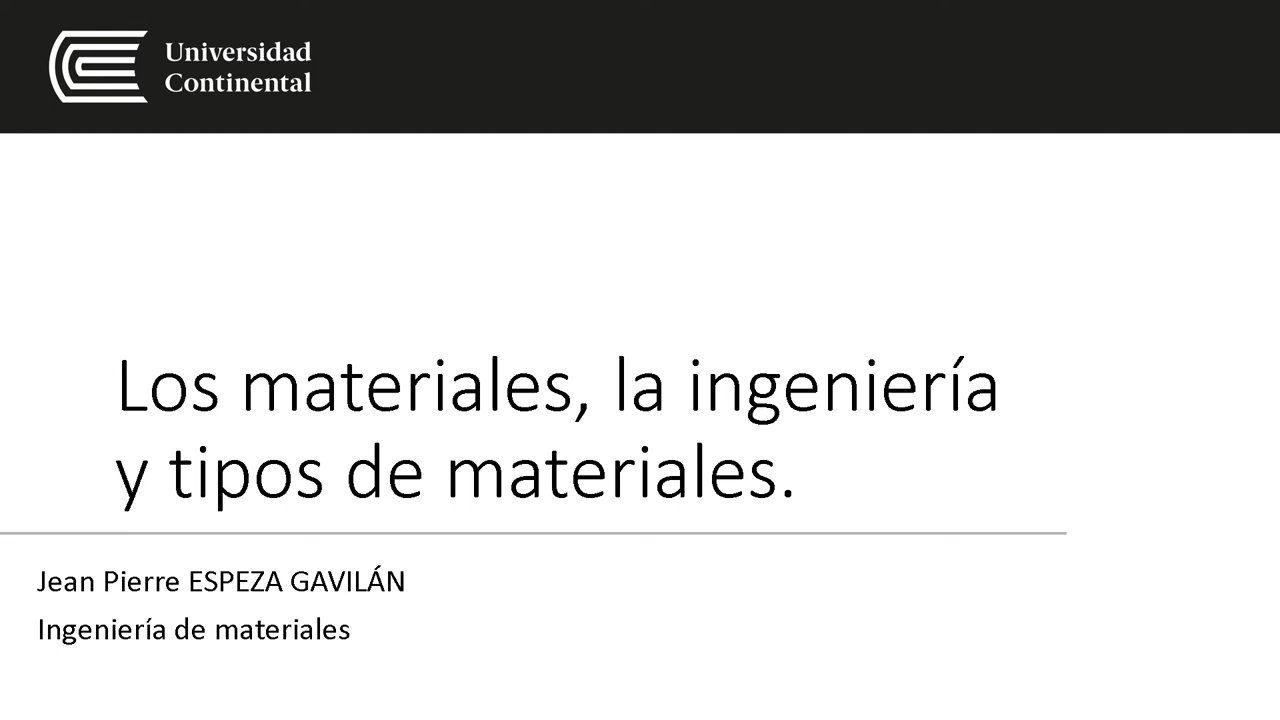 Universidad
Continental
Los materiales, la ingeniería
y tipos de materiales.
Jean Pierre ESPEZA GAVILÁN
Ingeniería de materiales